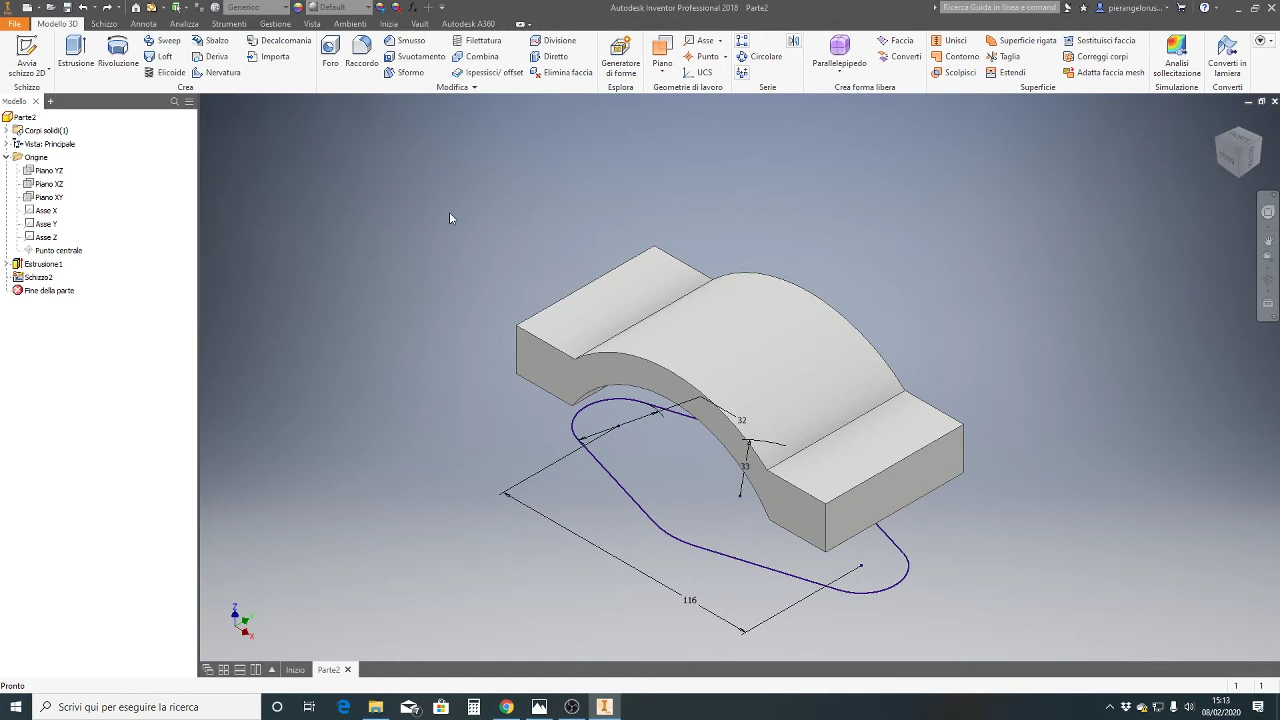 Generico
Default
Autodesk Inventor Professional 2018 Parte2
Ricerca Guida in linea e comand
pierangelorus...
File
Modello 3D
Schizzo
Annota
Analizza
Strumenti
Gestione
Vista
Ambienti
Inizia
Vault
Autodesk A360
Avvia
schizzo 2D
Estrusione
Rivoluzione
Sweep
Sbalzo
Decalcomania
Loft
Deriva
Importa
Elicoide
Nervatura
Foro
Raccordo
Smusso
Filettatura
Divisione
Svuotamento
Combina
Diretto
Sformo
Ispessisci/ offset
Elimina faccia
Generatore
di forme
Piano
Asse
Punto
UCS
Circolare
Parallelepipedo
Faccia
Converti
Unisci
Superficie rigata
Sostituisci faccia
Contorno
Taglia
Correggi corpi
Scolpisci
Estendi
Adatta faccia mesh
Analisi
sollecitazione
Converti in
lamiera
Schizzo
Crea
Modifica
Esplora
Geometrie di lavoro
Serie
Crea forma libera
Superficie
Simulazione
Converti
Modello
Parte2
Corpi solidi(1)
Vista: Principale
Origine
Piano YZ
Piano XZ
Piano XY
Asse X
Asse Y
Asse Z
Punto centrale
Estrusione1
Schizzo2
Fine della parte
32
33
116
Z
Y
X
Inizio
Parte2
Pronto
1
1
Scrivi qui per eseguire la ricerca
15:13
08/02/2020